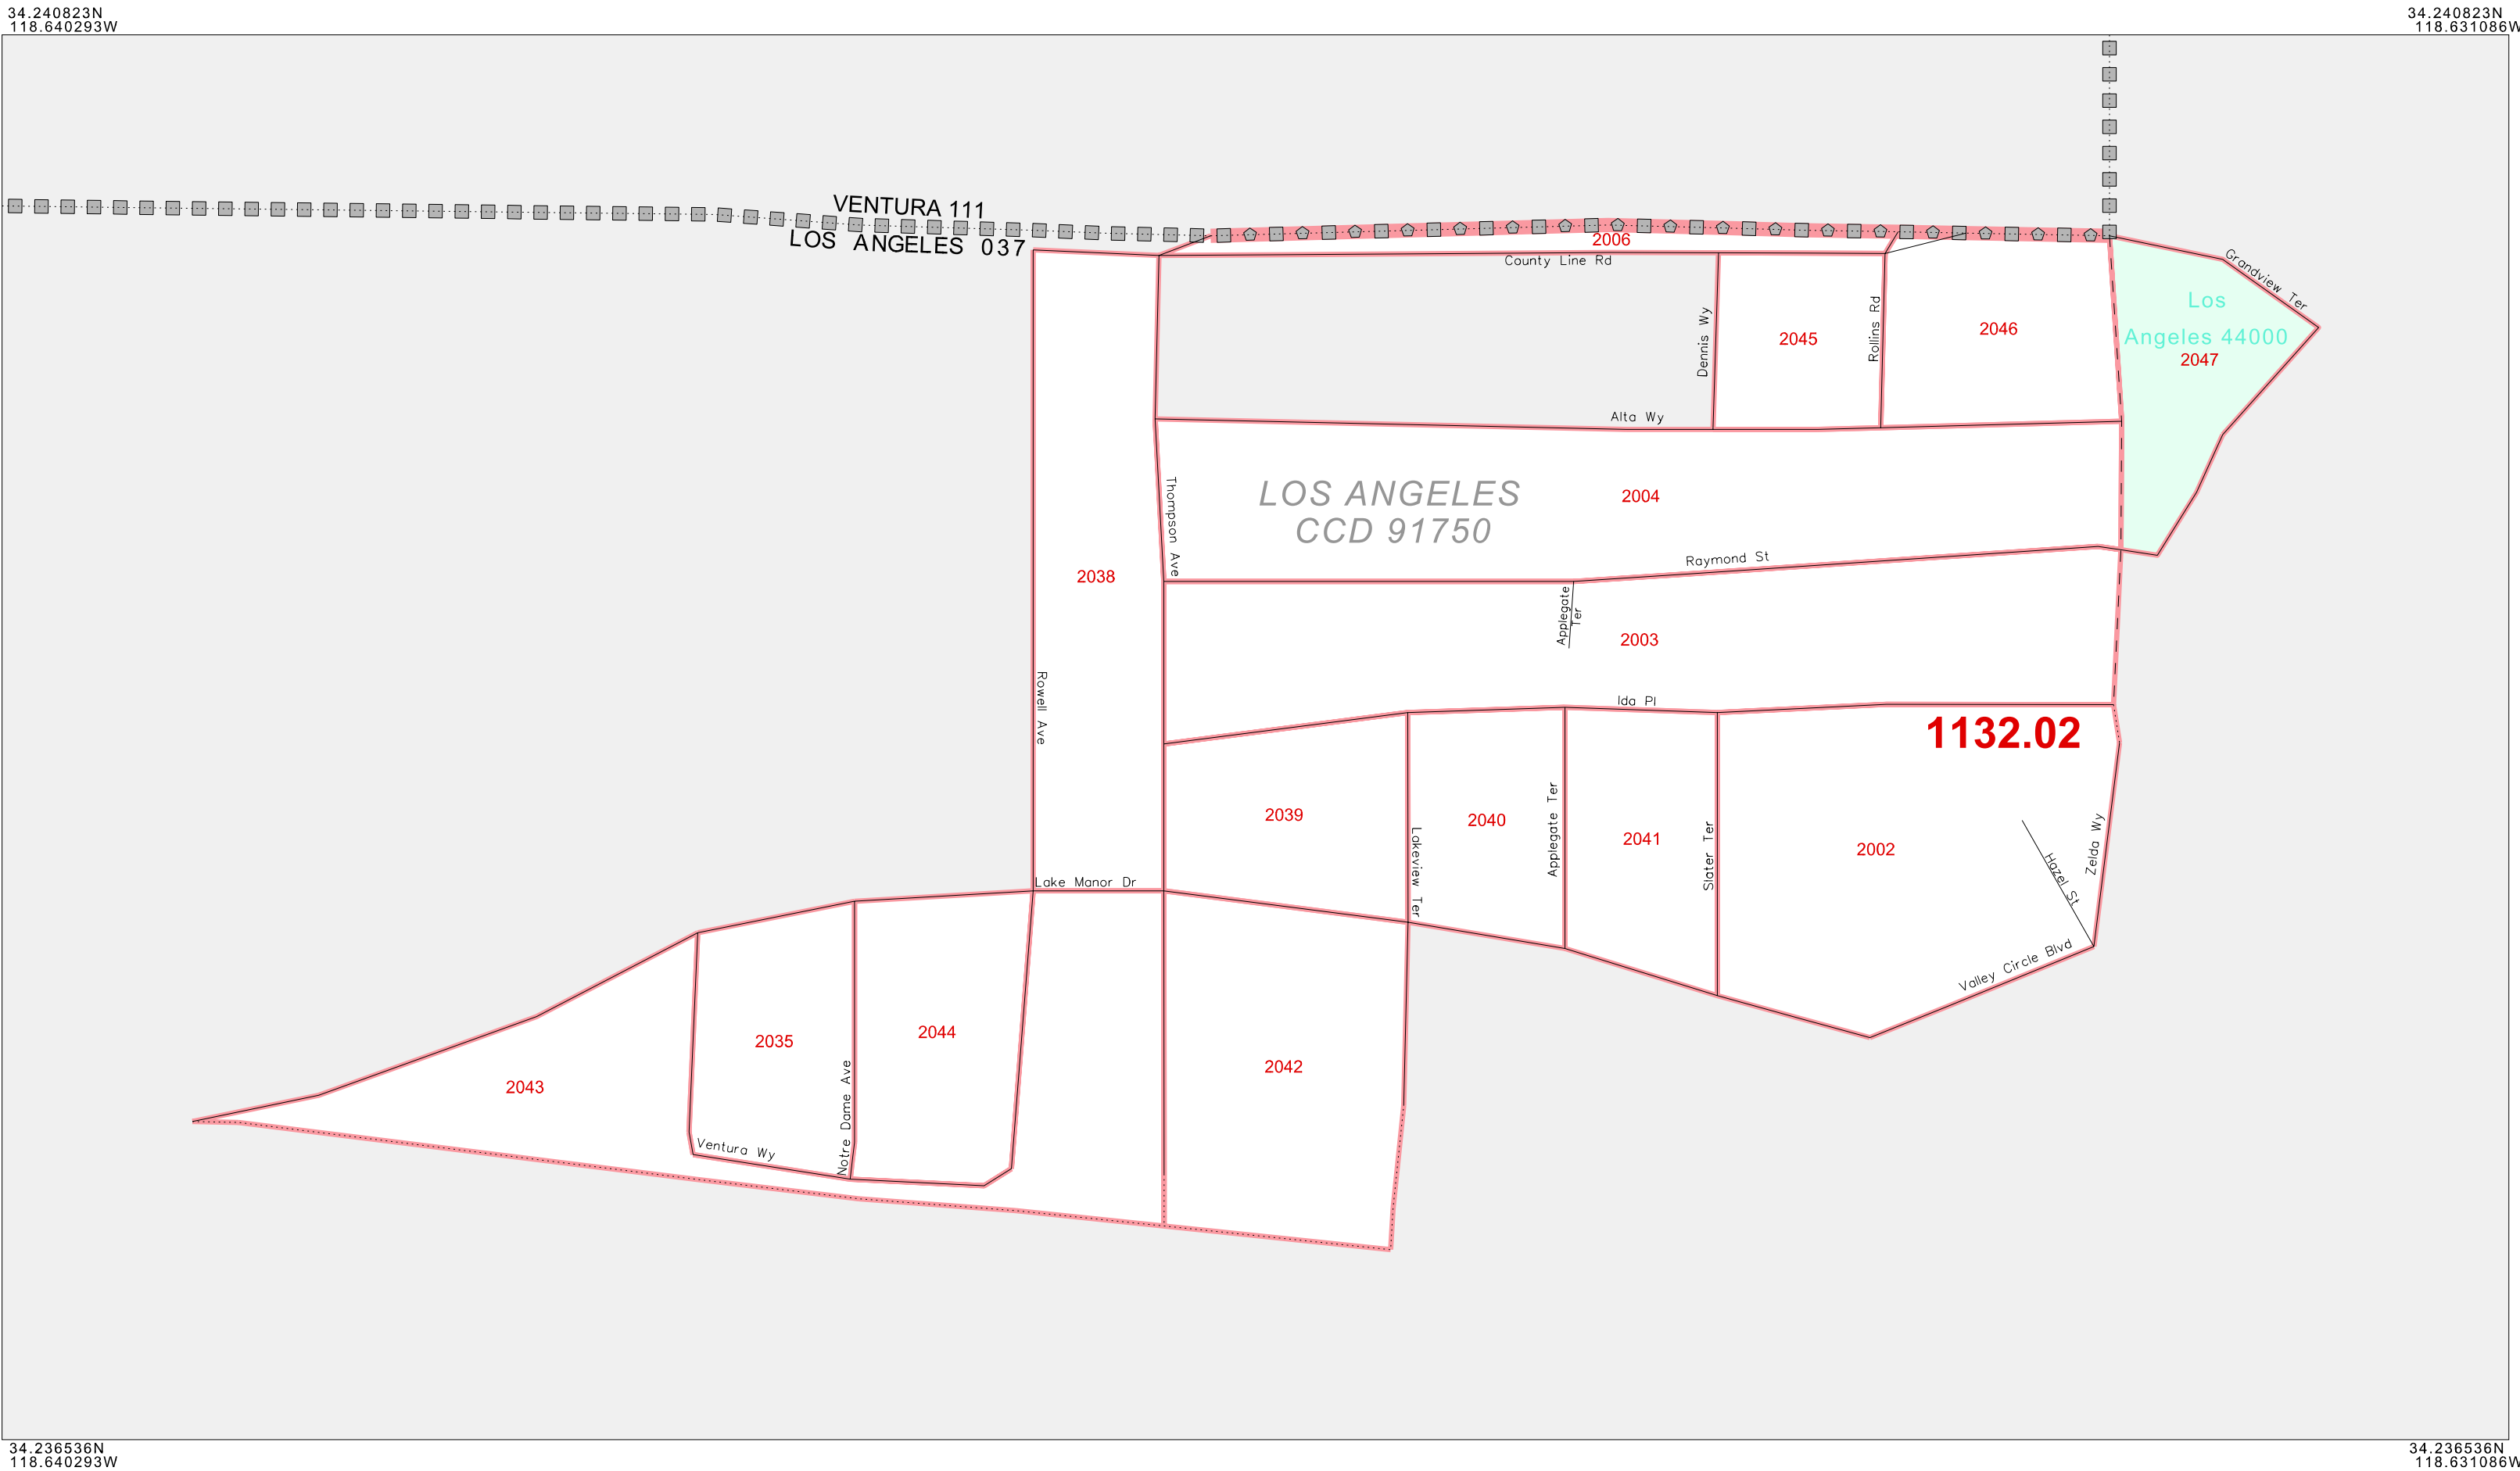 34.240823N
118.640293W
34.240823N
118.631086W
VENTURA 111
LOS ANGELES 037
2006
County Line Rd
Grandview Ter
Los
Angeles 44000
2047
Dennis Wy
2045
Rollins Rd
2046
Alta Wy
Thompson Ave
LOS ANGELES
CCD 91750
2004
2038
Raymond St
Applegate
Ter
2003
Rowell Ave
Ida Pl
1132.02
2039
Lakeview Ter
2040
Applegate Ter
2041
Slater Ter
2002
Hazel St
Zelda Wy
Lake Manor Dr
Valley Circle Blvd
2043
2035
2044
2042
Notre Dame Ave
Ventura Wy
34.236536N
118.640293W
34.236536N
118.631086W